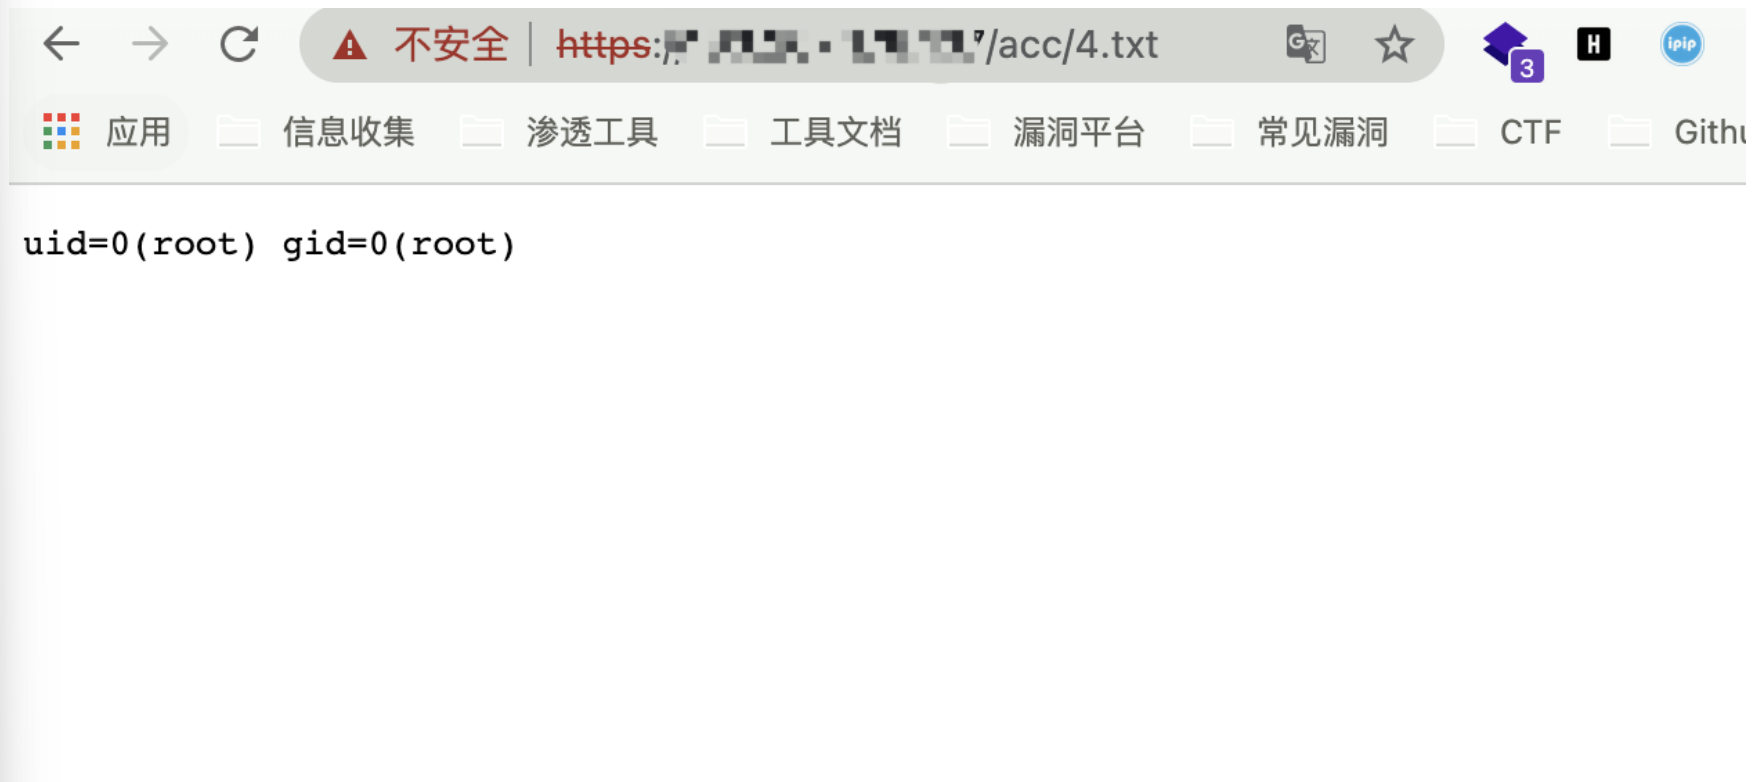 不安全 https:/acc/4.txt 3 H ipip
应用 信息收集 渗透工具 工具文档 漏洞平台 常见漏洞 CTF Githu
uid=0(root) gid=0(root)